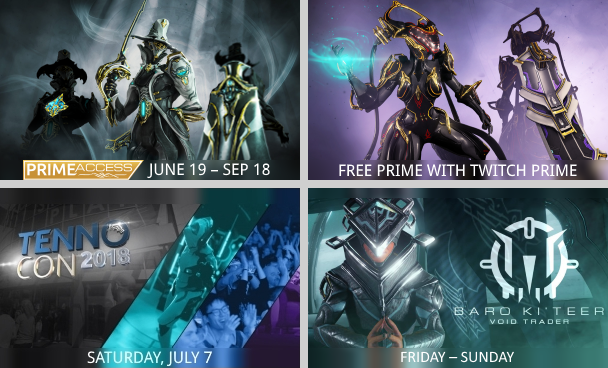 PRIME ACCESS JUNE 19 – SEP 18
FREE PRIME WITH TWITCH PRIME
TENNO
CON 2018
SATURDAY, JULY 7
BARO KI'TEER
VOID TRADER
FRIDAY – SUNDAY